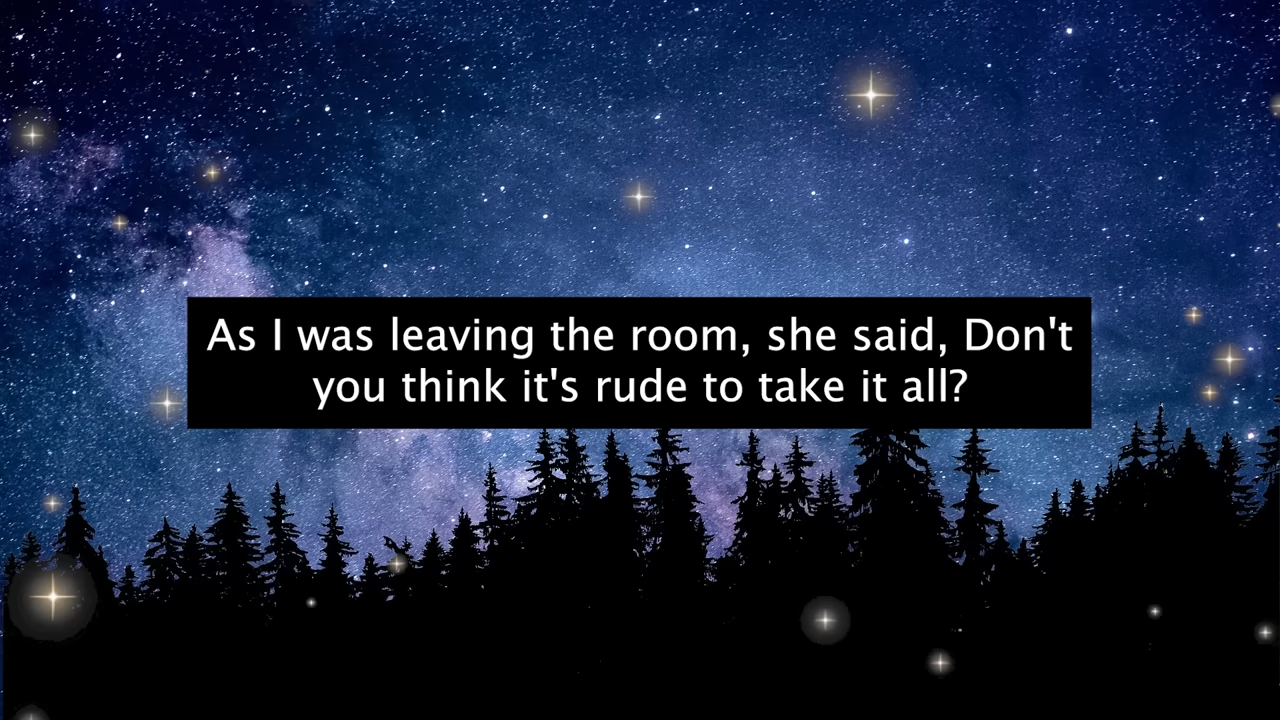 As I was leaving the room, she said, Don't
you think it's rude to take it all?